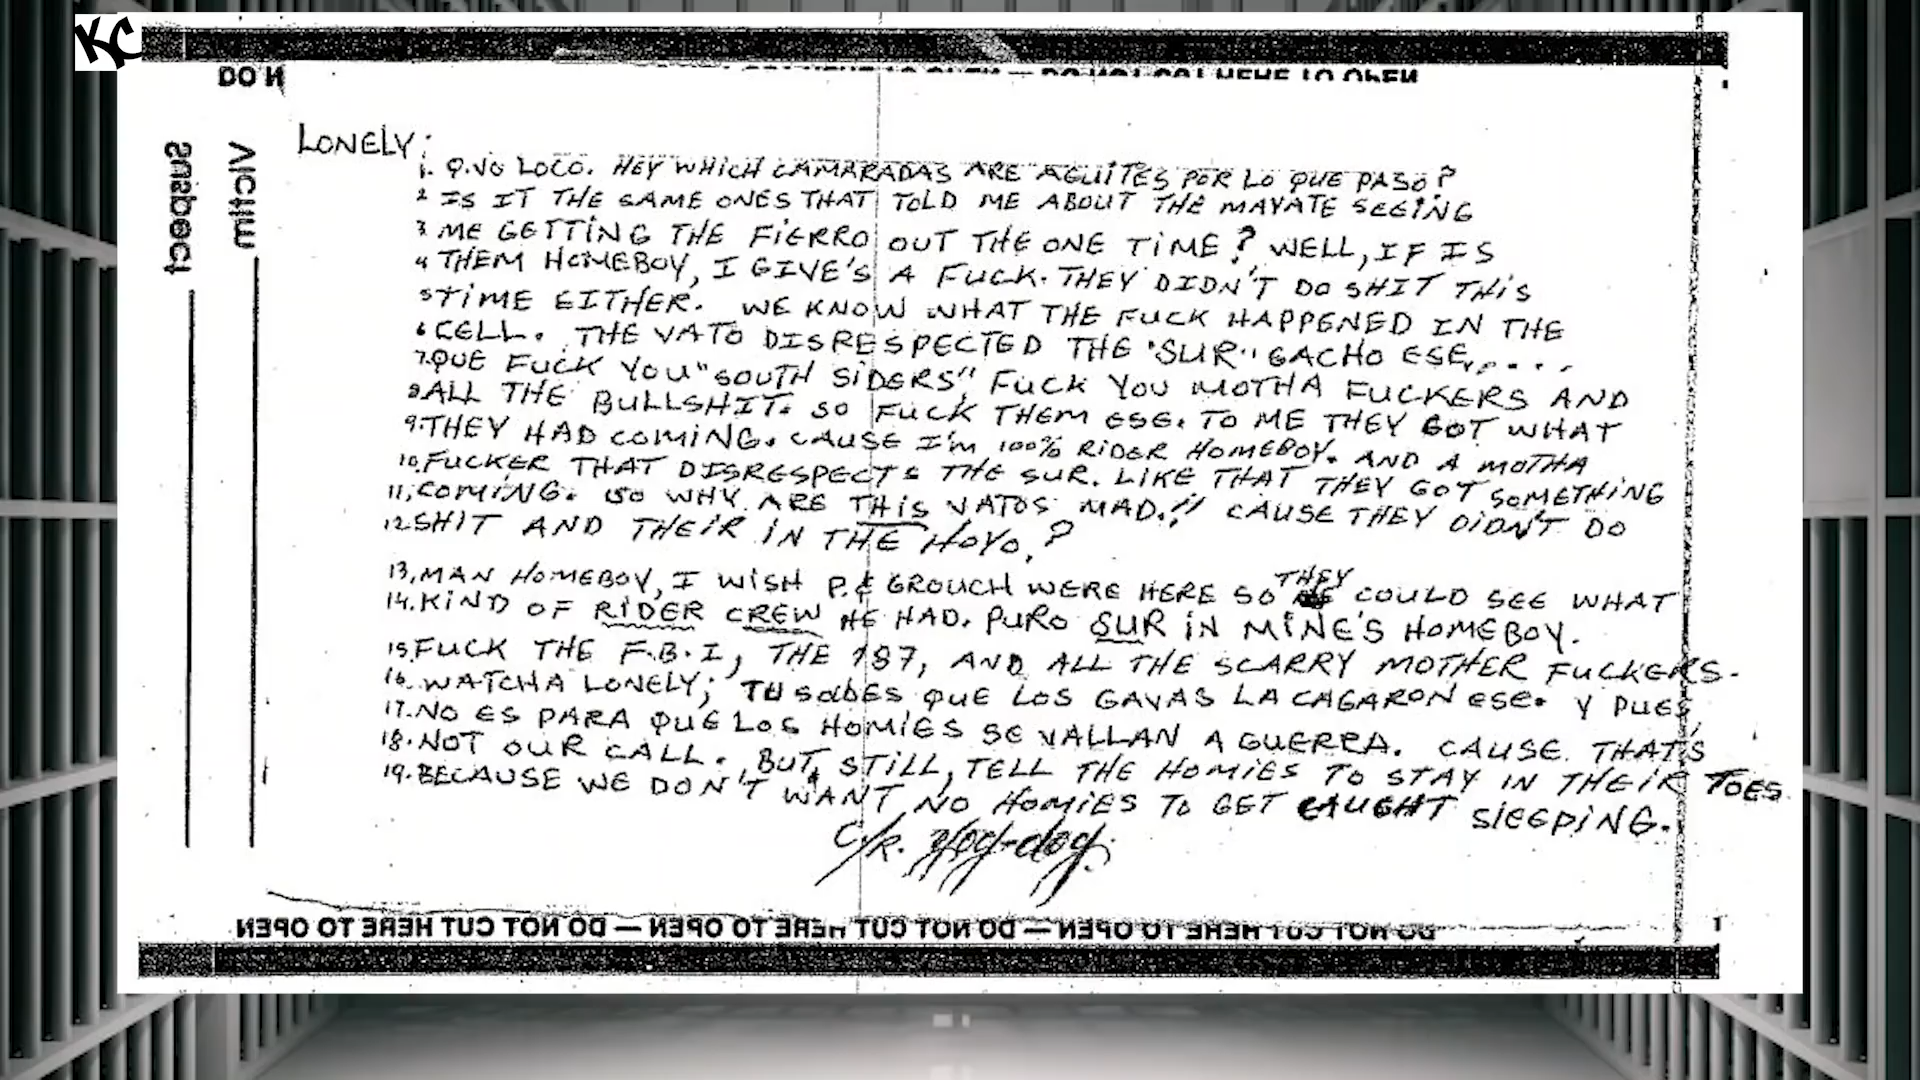 KC
DO N
DO NOT CUT HERE TO OPEN
Suspect
Victim
LONELY:
1. Q.VO LOCO. HEY WHICH CAMARADAS ARE AGUITES POR LO QUE PASO?
2 IS IT THE SAME ONES THAT TOLD ME ABOUT THE MAYATE SEEING
3 ME GETTING THE FIERRO OUT THE ONE TIME? WELL, IF IS
4 THEM HOMEBOY, I GIVE'S A FUCK. THEY DIDN'T DO SHIT THIS
5 TIME EITHER. WE KNOW WHAT THE FUCK HAPPENED IN THE
6 CELL. THE VATO DISRESPECTED THE "SUR" GACHO ESE,....
7. QUE FUCK YOU "SOUTH SIDERS", FUCK YOU MOTHA FUCKERS AND
8 ALL THE BULLSHIT. SO FUCK THEM ESE. TO ME THEY GOT WHAT
9. THEY HAD COMING. CAUSE I'M 100% RIDER HOMEBOY. AND A MOTHA
10. FUCKER THAT DISRESPECTS THE SUR. LIKE THAT THEY GOT SOMETHING
11. COMING. SO WHY ARE THIS VATOS MAD.!! CAUSE THEY DIDN'T DO
12 SHIT AND THEIR IN THE HOYO.?
13. MAN HOMEBOY, I WISH P. & GROUCH WERE HERE SO THEY COULD SEE WHAT
14. KIND OF RIDER CREW HE HAD. PURO SUR IN MINE'S HOMEBOY.
15. FUCK THE F.B.I, THE 187, AND ALL THE SCARRY MOTHER FUCKERS.
16. WATCHA LONELY; TU SABES QUE LOS GAVAS LA CAGARON ESE. Y PUES,
17. NO ES PARA QUE LOS HOMIES SE VALLAN A GUERRA. CAUSE THAT'S
18. NOT OUR CALL. BUT, STILL, TELL THE HOMIES TO STAY IN THEIR TOES
19. BECAUSE WE DON'T WANT NO HOMIES TO GET CAUGHT SLEEPING.
C/R. Hog-dog.
DO NOT CUT HERE TO OPEN — DO NOT CUT HERE TO OPEN — DO NOT CUT HERE TO OPEN